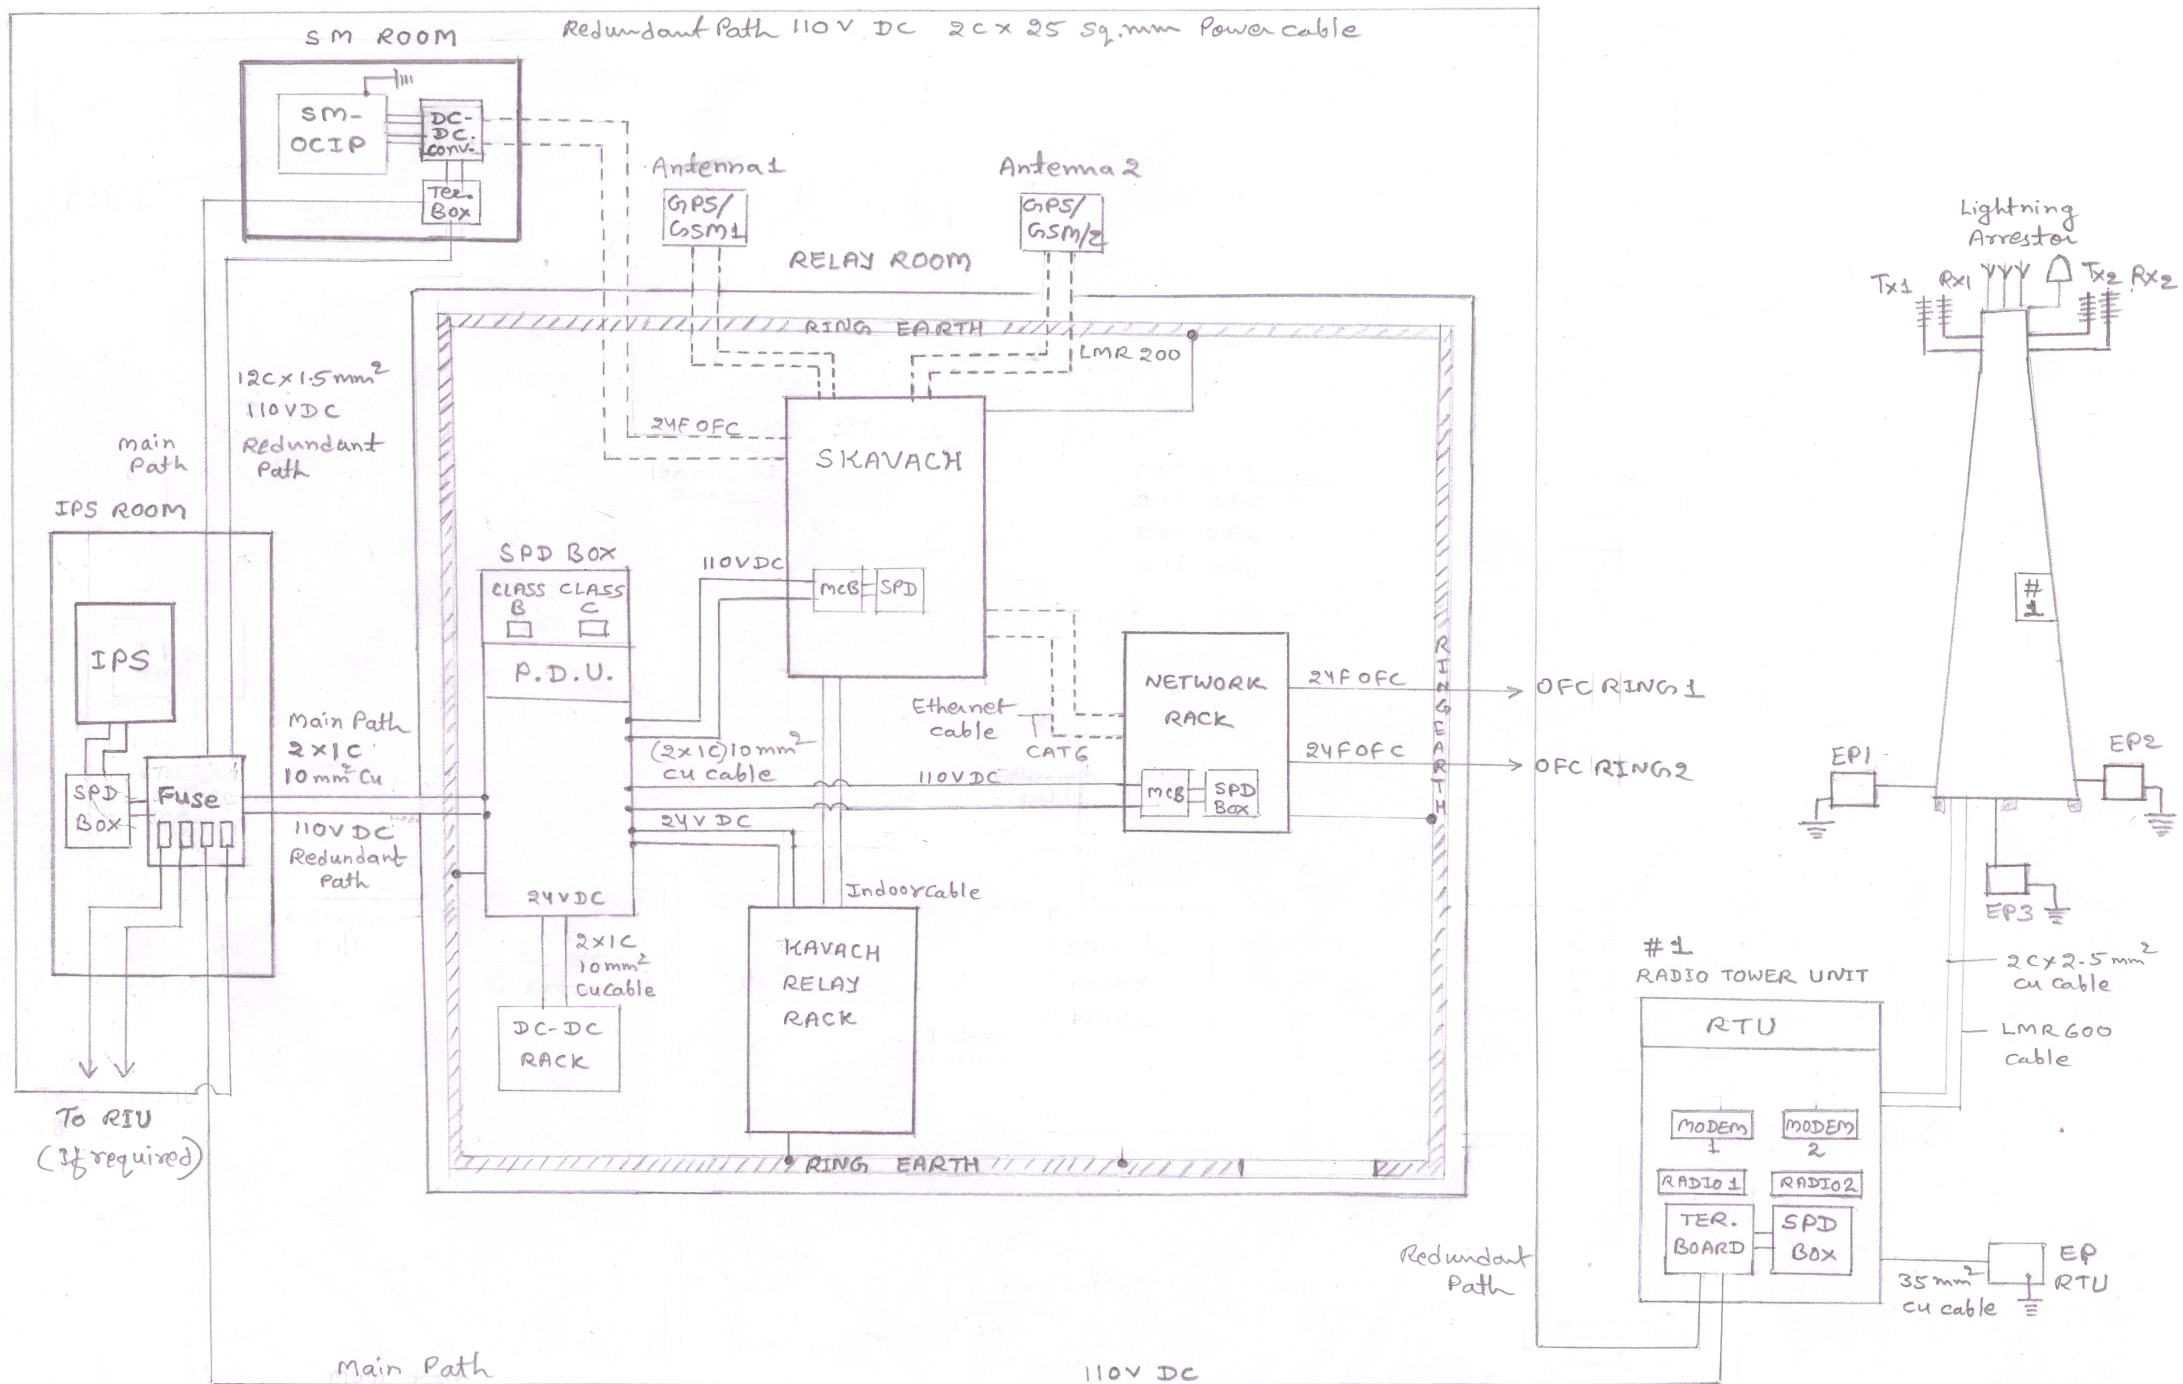 Redundant Path 110V DC 2C x 25 Sq.mm Power cable
SM ROOM
SM-
OCIP
DC-
DC.
Conv.
Ter.
Box
Antenna 1
GPS/
GSM1
Antenna 2
GPS/
GSM/2
RELAY ROOM
RING EARTH
LMR 200
12C x 1.5 mm²
110VDC
Redundant
Path
main
Path
24F OFC
SKAVACH
110VDC
MCB
SPD
IPS ROOM
IPS
SPD
BOX
Fuse
Main Path
2 x 1C
10 mm² Cu
110V DC
Redundant
Path
To RIU
(If required)
SPD BOX
CLASS
B
CLASS
C
P.D.U.
(2x1C) 10 mm²
cu cable
110VDC
24V DC
24VDC
2x1C
10 mm²
Cu cable
DC-DC
RACK
Indoor cable
KAVACH
RELAY
RACK
Ethernet
cable
CAT6
NETWORK
RACK
MCB
SPD
BOX
24F OFC
OFC RING 1
24F OFC
OFC RING 2
RING EARTH
RING EARTH
Lightning
Arrestor
Tx1
Rx1
Tx2
Rx2
#
1
EP1
EP2
EP3
2C x 2.5 mm²
cu cable
LMR 600
cable
#1
RADIO TOWER UNIT
RTU
MODEM
1
MODEM
2
RADIO 1
RADIO 2
TER.
BOARD
SPD
BOX
EP
RTU
35 mm²
cu cable
Redundant
Path
Main Path
110V DC